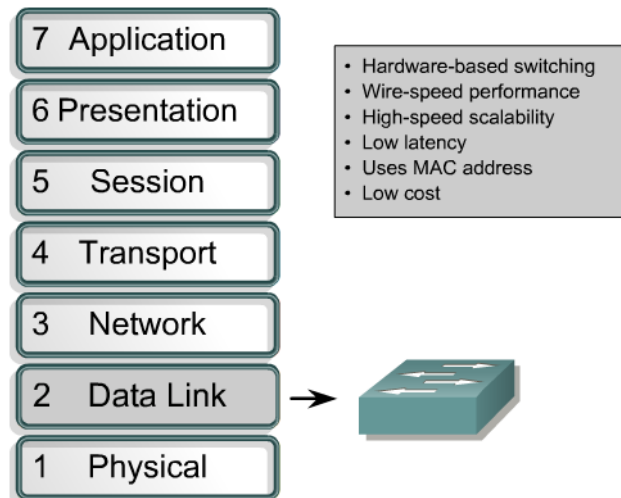 7 Application
6 Presentation
5 Session
4 Transport
3 Network
2 Data Link
1 Physical
• Hardware-based switching
• Wire-speed performance
• High-speed scalability
• Low latency
• Uses MAC address
• Low cost